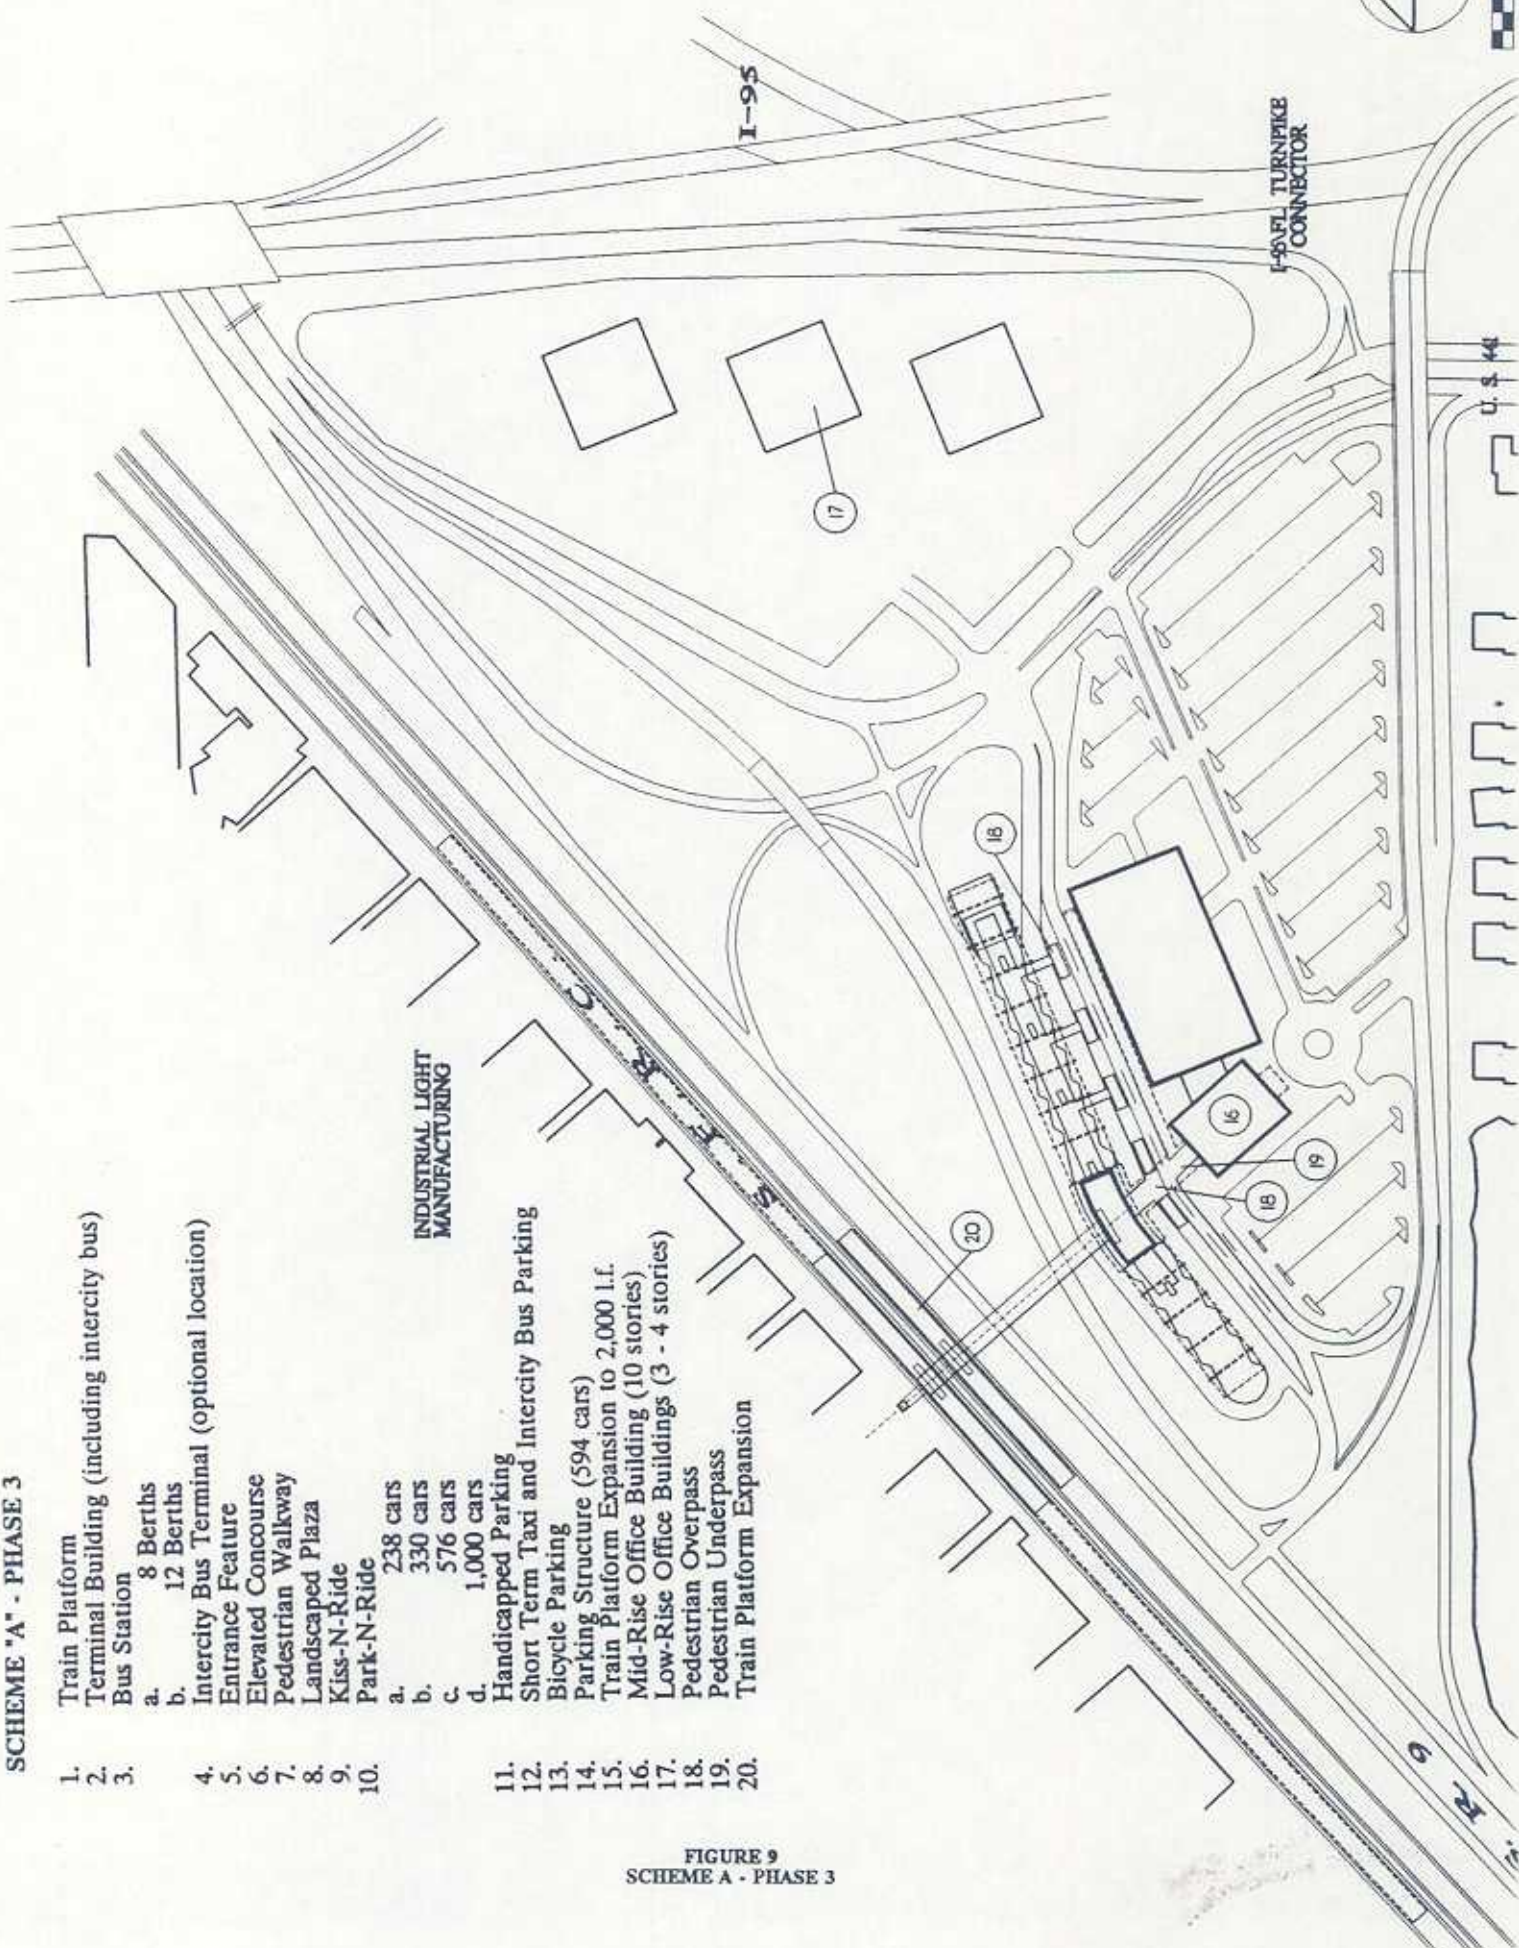 SCHEME "A" - PHASE 3
1. Train Platform
2. Terminal Building (including intercity bus)
3. Bus Station
a. 8 Berths
b. 12 Berths
4. Intercity Bus Terminal (optional location)
5. Entrance Feature
6. Elevated Concourse
7. Pedestrian Walkway
8. Landscaped Plaza
9. Kiss-N-Ride
10. Park-N-Ride
a. 238 cars
b. 330 cars
c. 576 cars
d. 1,000 cars
11. Handicapped Parking
12. Short Term Taxi and Intercity Bus Parking
13. Bicycle Parking
14. Parking Structure (594 cars)
15. Train Platform Expansion to 2,000 l.f.
16. Mid-Rise Office Building (10 stories)
17. Low-Rise Office Buildings (3 - 4 stories)
18. Pedestrian Overpass
19. Pedestrian Underpass
20. Train Platform Expansion
INDUSTRIAL LIGHT
MANUFACTURING
I-95
I-95\FL TURNPIKE
CONNECTOR
U. S. 441
S. F. R. C.
17
18
16
19
18
20
R 9
FIGURE 9
SCHEME A - PHASE 3